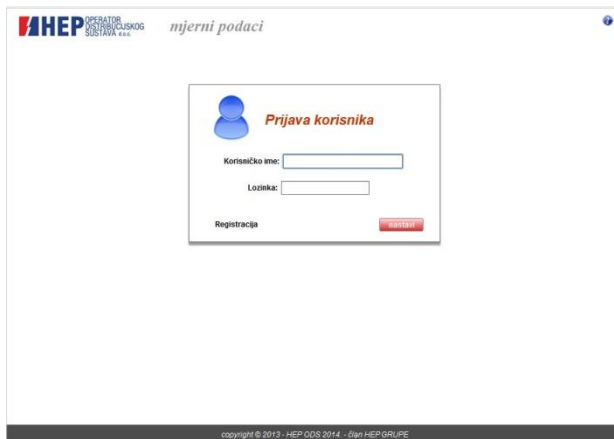 HEP OPERATOR
DISTRIBUCIJSKOG
SUSTAVA d.o.o.
mjerni podaci
?
Prijava korisnika
Korisničko ime:
Lozinka:
Registracija
nastavi
copyright © 2013 - HEP ODS 2014. - član HEP GRUPE